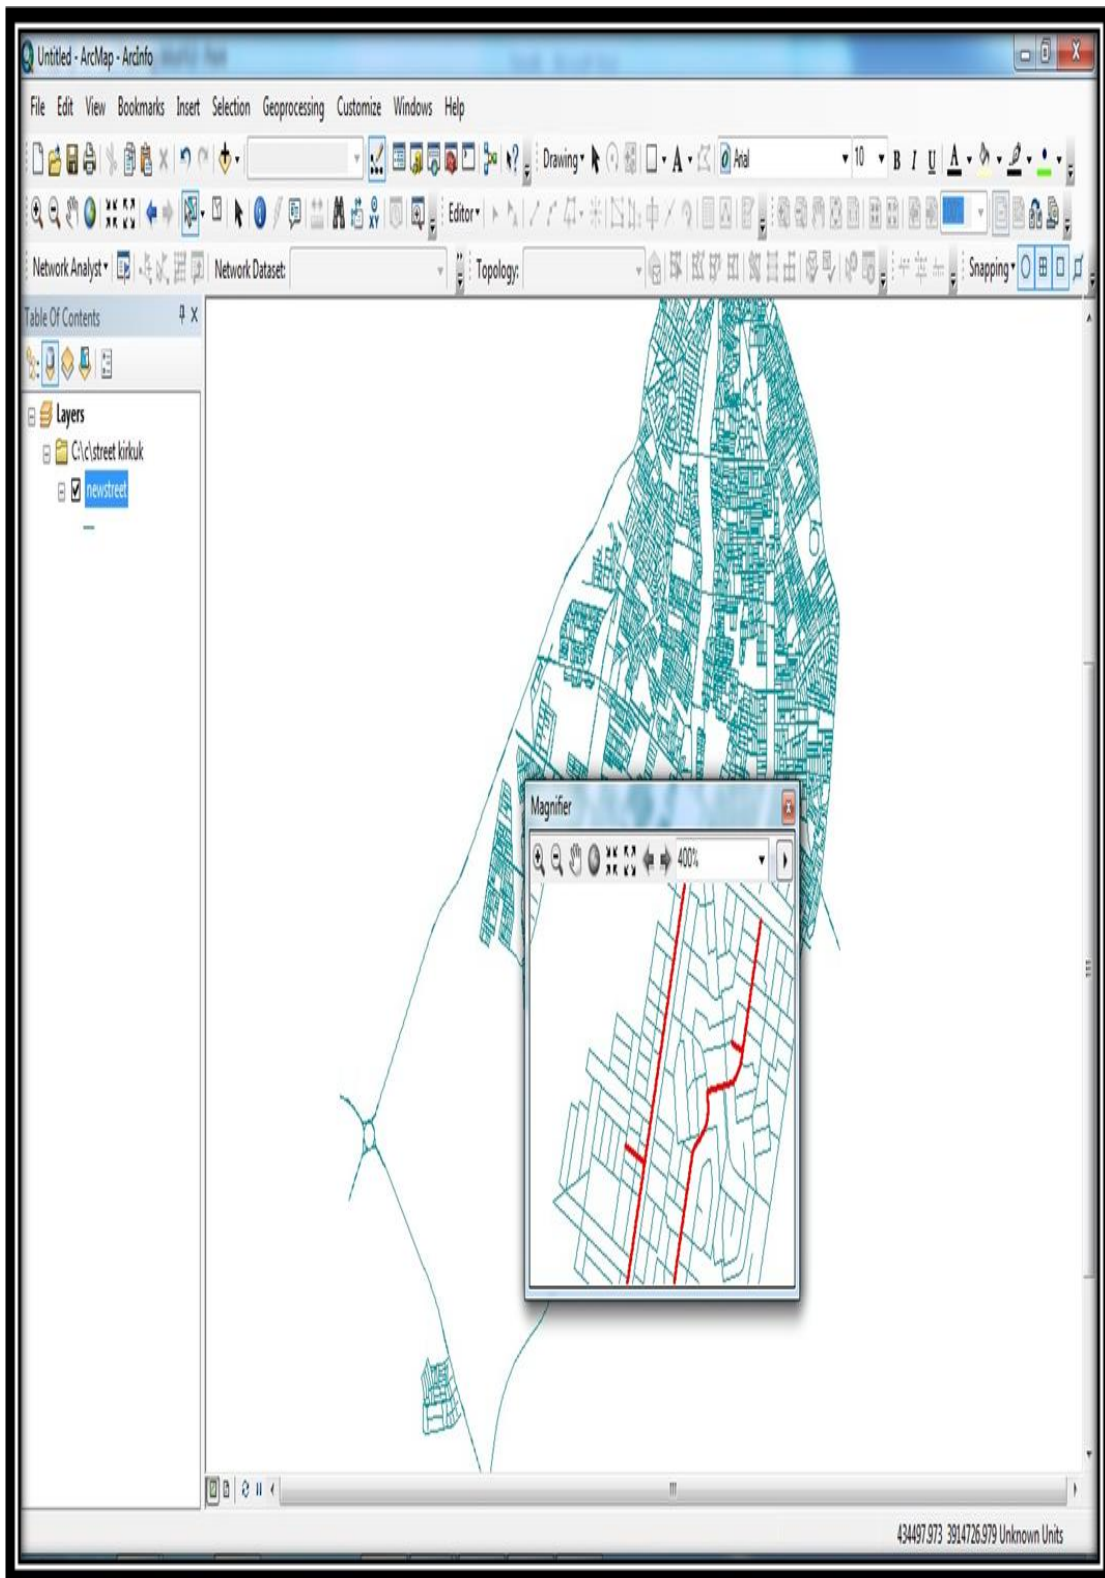 Untitled - ArcMap - ArcInfo
File Edit View Bookmarks Insert Selection Geoprocessing Customize Windows Help
Drawing A Arial 10 B I U A
Editor
Network Analyst Network Dataset: Topology: Snapping
Table Of Contents
Layers
C:\c\street kirkuk
newstreet
Magnifier
400%
434497.973 3914726.979 Unknown Units